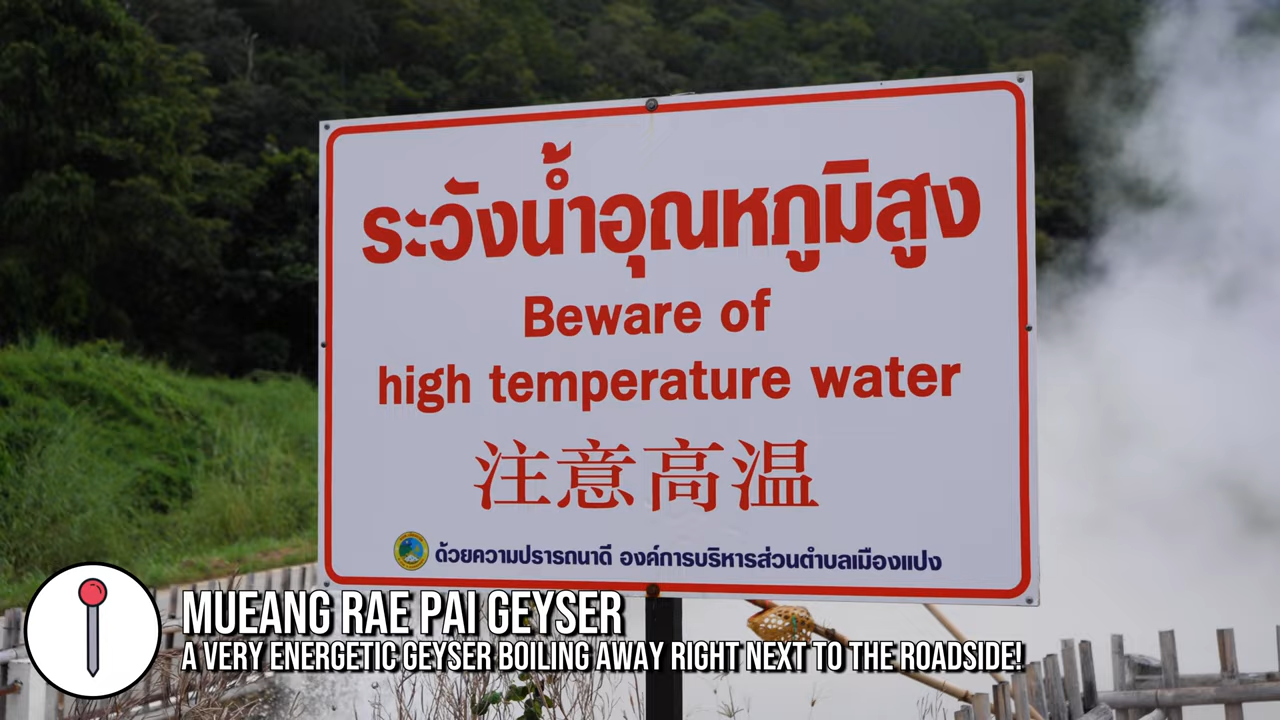 ระวังน้ำอุณหภูมิสูง
Beware of
high temperature water
注意高温
ด้วยความปรารถนาดี องค์การบริหารส่วนตำบลเมืองแปง
MUEANG RAE PAI GEYSER
A VERY ENERGETIC GEYSER BOILING AWAY RIGHT NEXT TO THE ROADSIDE!